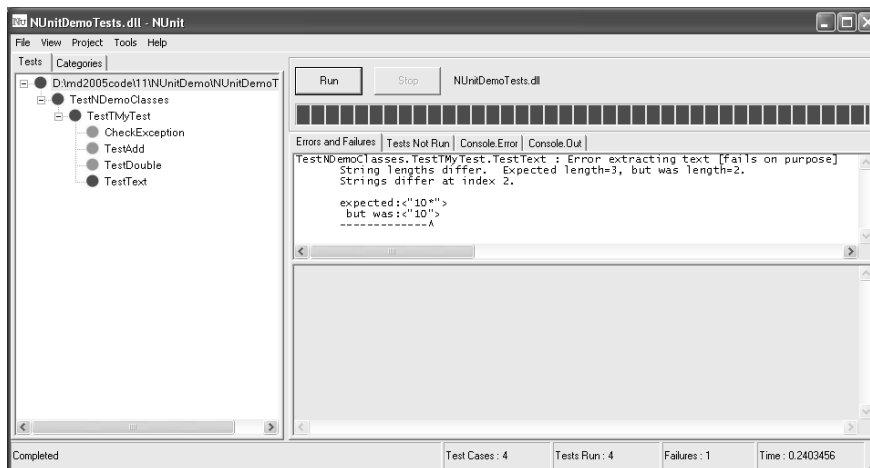 NUnitDemoTests.dll - NUnit
File View Project Tools Help
Tests Categories
D:\md2005code\11\NUnitDemo\NUnitDemoT
TestNDemoClasses
TestTMyTest
CheckException
TestAdd
TestDouble
TestText
Run Stop NUnitDemoTests.dll
Errors and Failures Tests Not Run Console.Error Console.Out
TestNDemoClasses.TestTMyTest.TestText : Error extracting text [fails on purpose]
String lengths differ.  Expected length=3, but was length=2.
Strings differ at index 2.
expected:<"10*">
but was:<"10">
-------------^
Completed Test Cases : 4 Tests Run : 4 Failures : 1 Time : 0.2403456